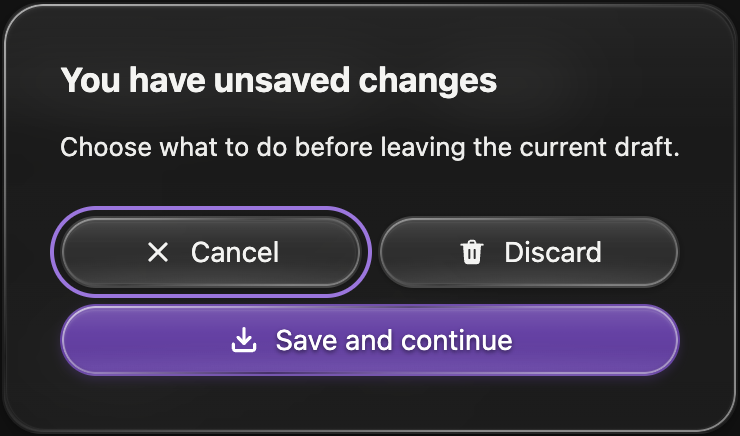 You have unsaved changes
Choose what to do before leaving the current draft.
Cancel
Discard
Save and continue